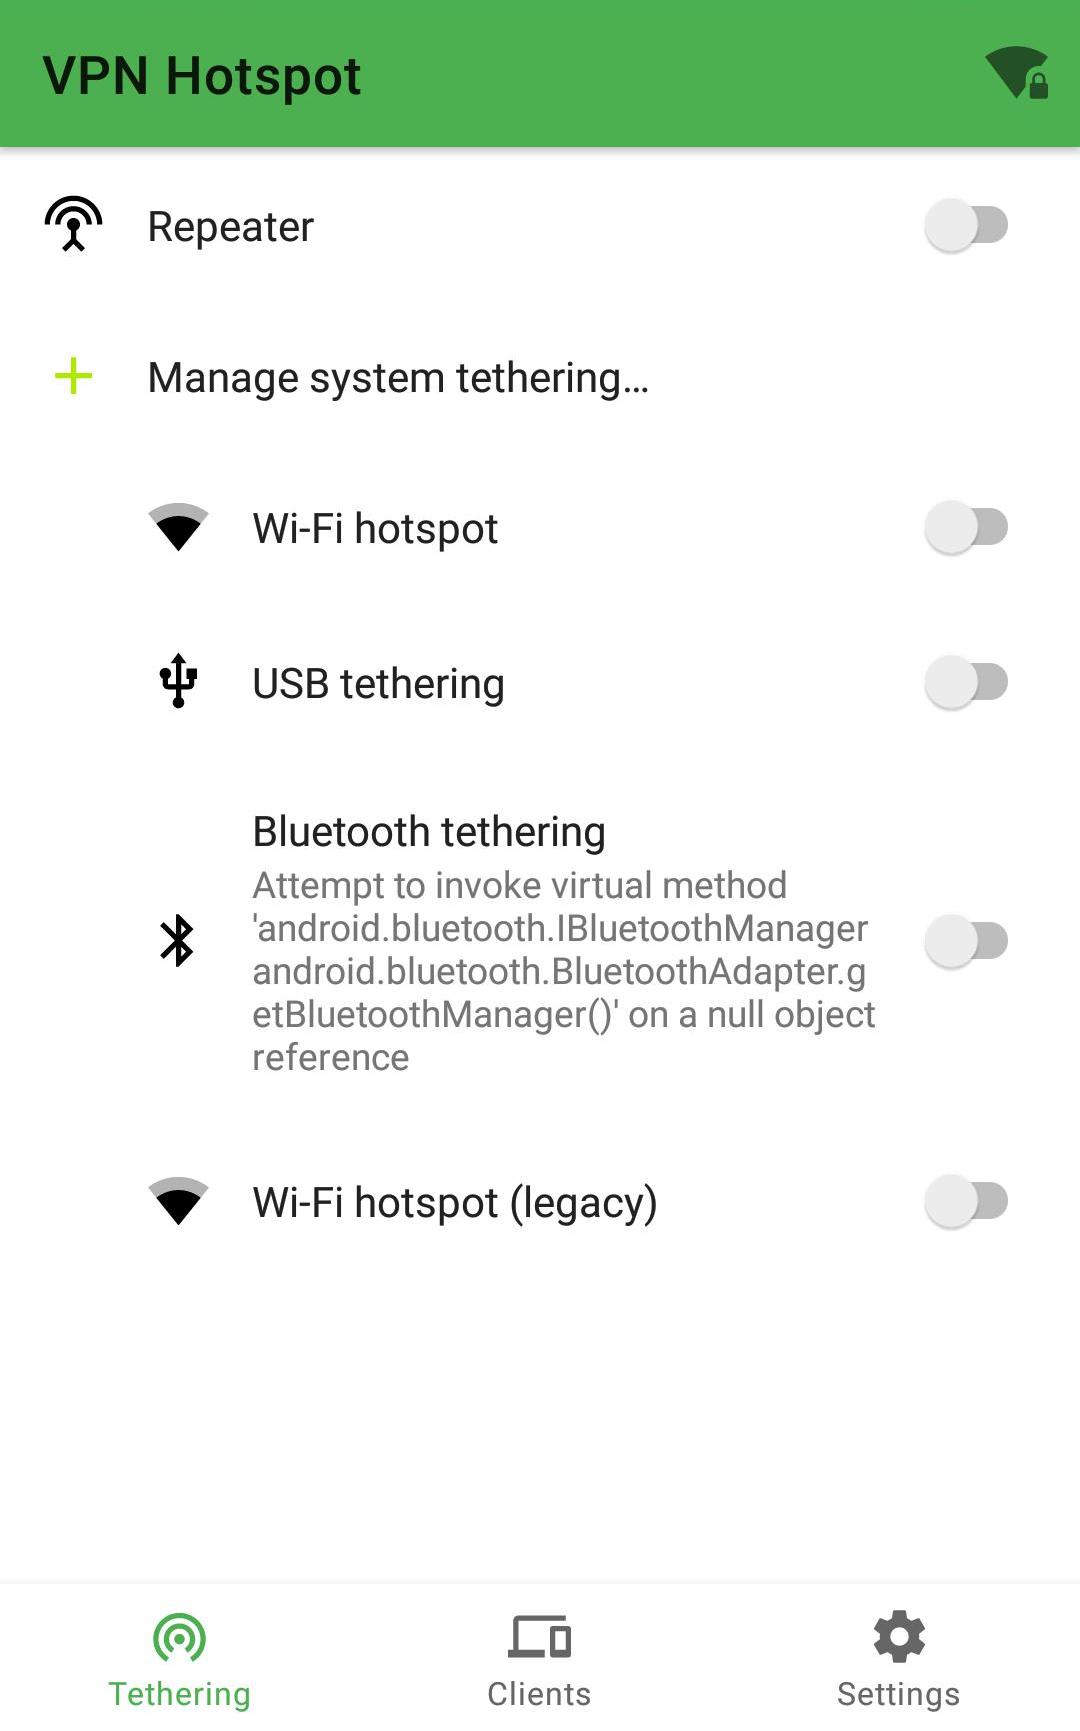 VPN Hotspot
Repeater
Manage system tethering…
Wi-Fi hotspot
USB tethering
Bluetooth tethering
Attempt to invoke virtual method
'android.bluetooth.IBluetoothManager
android.bluetooth.BluetoothAdapter.g
etBluetoothManager()' on a null object
reference
Wi-Fi hotspot (legacy)
Tethering
Clients
Settings